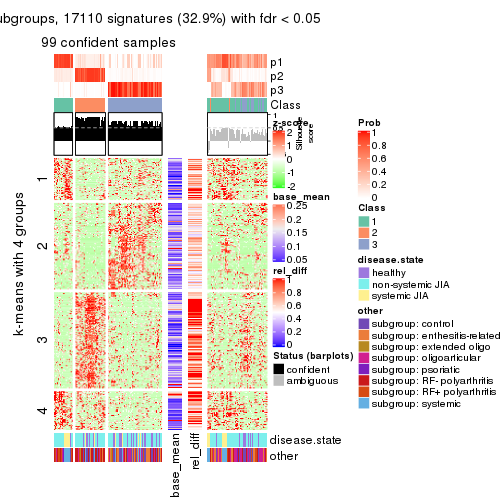 subgroups, 17110 signatures (32.9%) with fdr < 0.05
99 confident samples
p1
p2
p3
Class
1
0.5
Silhouette
score
k-means with 4 groups
1
2
3
4
disease.state
other
base_mean
rel_diff
z-score
2
1
0
-1
-2
base_mean
0.25
0.2
0.15
0.1
0.05
rel_diff
1
0.8
0.6
0.4
0.2
0
Status (barplots)
confident
ambiguous
Prob
1
0.8
0.6
0.4
0.2
0
Class
1
2
3
disease.state
healthy
non-systemic JIA
systemic JIA
other
subgroup: control
subgroup: enthesitis-related
subgroup: extended oligo
subgroup: oligoarticular
subgroup: psoriatic
subgroup: RF- polyarthritis
subgroup: RF+ polyarthritis
subgroup: systemic